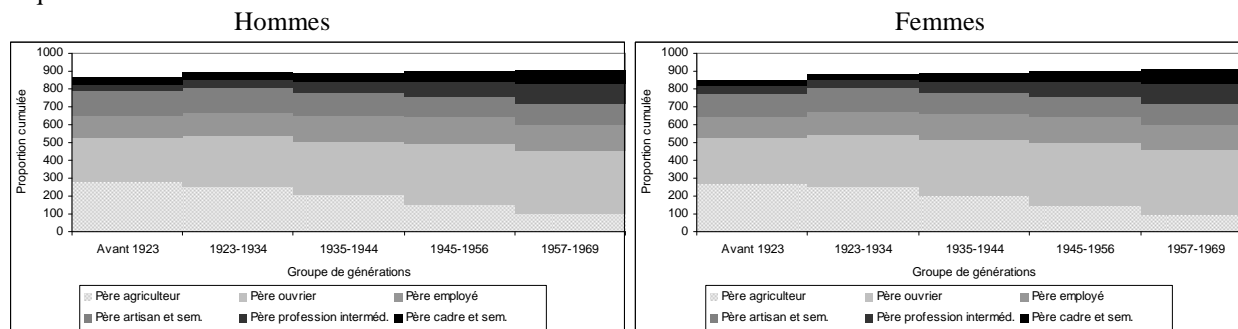 Hommes
Proportion cumulée
1000
900
800
700
600
500
400
300
200
100
0
Avant 1923 1923-1934 1935-1944 1945-1956 1957-1969
Groupe de générations
Père agriculteur Père ouvrier Père employé
Père artisan et sem. Père profession interméd. Père cadre et sem.
Femmes
Proportion cumulée
1000
900
800
700
600
500
400
300
200
100
0
Avant 1923 1923-1934 1935-1944 1945-1956 1957-1969
Groupe de générations
Père agriculteur Père ouvrier Père employé
Père artisan et sem. Père profession interméd. Père cadre et sem.